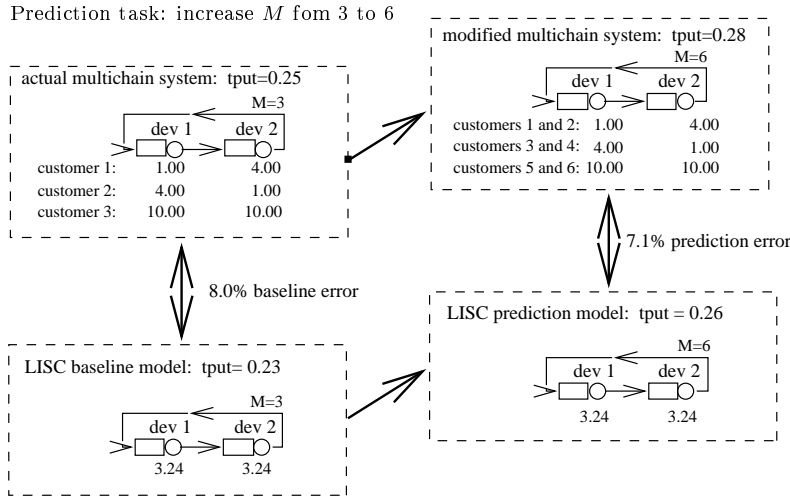 Prediction task: increase M fom 3 to 6
actual multichain system: tput=0.25
M=3
dev 1 dev 2
customer 1: 1.00 4.00
customer 2: 4.00 1.00
customer 3: 10.00 10.00
modified multichain system: tput=0.28
M=6
dev 1 dev 2
customers 1 and 2: 1.00 4.00
customers 3 and 4: 4.00 1.00
customers 5 and 6: 10.00 10.00
8.0% baseline error
7.1% prediction error
LISC baseline model: tput= 0.23
M=3
dev 1 dev 2
3.24 3.24
LISC prediction model: tput = 0.26
M=6
dev 1 dev 2
3.24 3.24